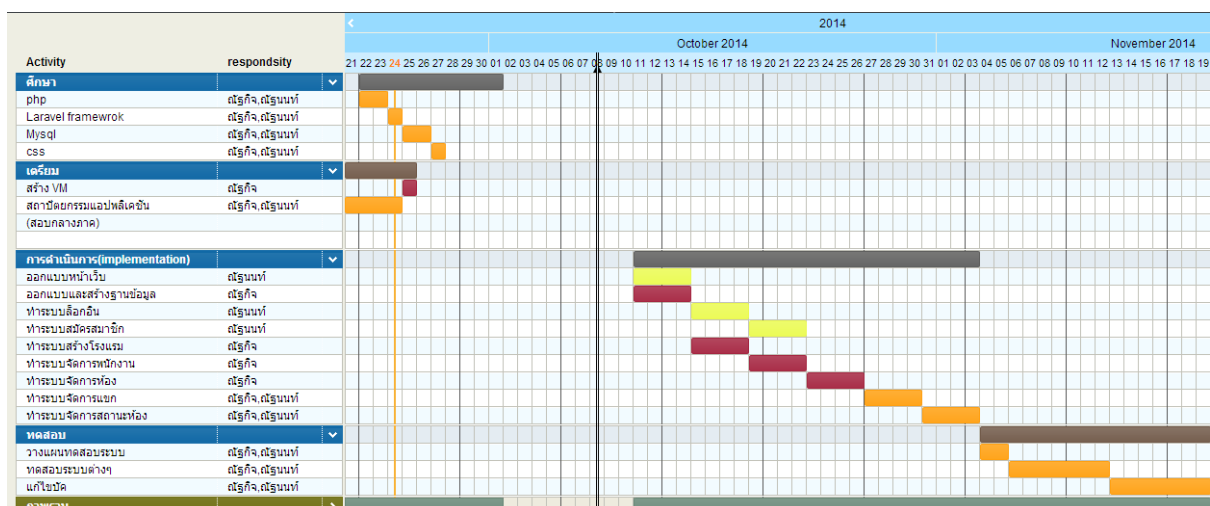 2014
October 2014 November 2014
Activity respondsity 21 22 23 24 25 26 27 28 29 30 01 02 03 04 05 06 07 08 09 10 11 12 13 14 15 16 17 18 19 20 21 22 23 24 25 26 27 28 29 30 31 01 02 03 04 05 06 07 08 09 10 11 12 13 14 15 16 17 18 19
ศึกษา
php ณัฐกิจ,ณัฐนนท์
Laravel framewrok ณัฐกิจ,ณัฐนนท์
Mysql ณัฐกิจ,ณัฐนนท์
css ณัฐกิจ,ณัฐนนท์
เตรียม
สร้าง VM ณัฐกิจ
สถาปัตยกรรมแอปพลิเคชัน ณัฐกิจ,ณัฐนนท์
(สอบกลางภาค)
การดำเนินการ(implementation)
ออกแบบหน้าเว็บ ณัฐนนท์
ออกแบบและสร้างฐานข้อมูล ณัฐกิจ
ทำระบบล็อกอิน ณัฐนนท์
ทำระบบสมัครสมาชิก ณัฐนนท์
ทำระบบสร้างโรงแรม ณัฐกิจ
ทำระบบจัดการพนักงาน ณัฐกิจ
ทำระบบจัดการห้อง ณัฐกิจ
ทำระบบจัดการแขก ณัฐกิจ,ณัฐนนท์
ทำระบบจัดการสถานะห้อง ณัฐกิจ,ณัฐนนท์
ทดสอบ
วางแผนทดสอบระบบ ณัฐกิจ,ณัฐนนท์
ทดสอบระบบต่างๆ ณัฐกิจ,ณัฐนนท์
แก้ไขบัค ณัฐกิจ,ณัฐนนท์